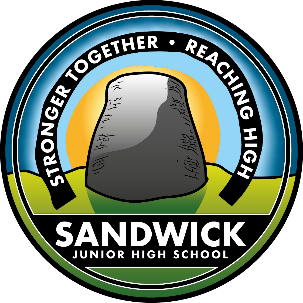 STRONGER TOGETHER • REACHING HIGH
SANDWICK
JUNIOR HIGH SCHOOL